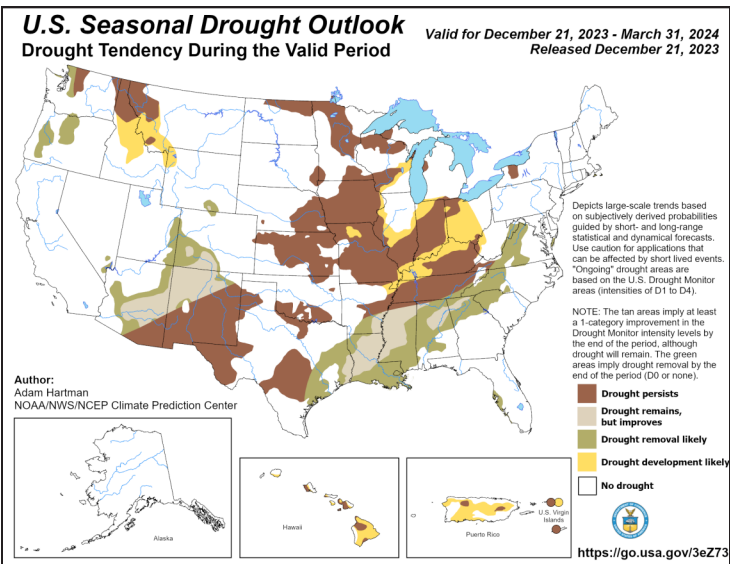 U.S. Seasonal Drought Outlook
Drought Tendency During the Valid Period
Valid for December 21, 2023 - March 31, 2024
Released December 21, 2023
Depicts large-scale trends based
on subjectively derived probabilities
guided by short- and long-range
statistical and dynamical forecasts.
Use caution for applications that
can be affected by short lived events.
"Ongoing" drought areas are
based on the U.S. Drought Monitor
areas (intensities of D1 to D4).
NOTE: The tan areas imply at least
a 1-category improvement in the
Drought Monitor intensity levels by
the end of the period, although
drought will remain. The green
areas imply drought removal by the
end of the period (D0 or none).
Author:
Adam Hartman
NOAA/NWS/NCEP Climate Prediction Center
Drought persists
Drought remains,
but improves
Drought removal likely
Drought development likely
No drought
Alaska
Hawaii
Puerto Rico
U.S. Virgin
Islands
https://go.usa.gov/3eZ73